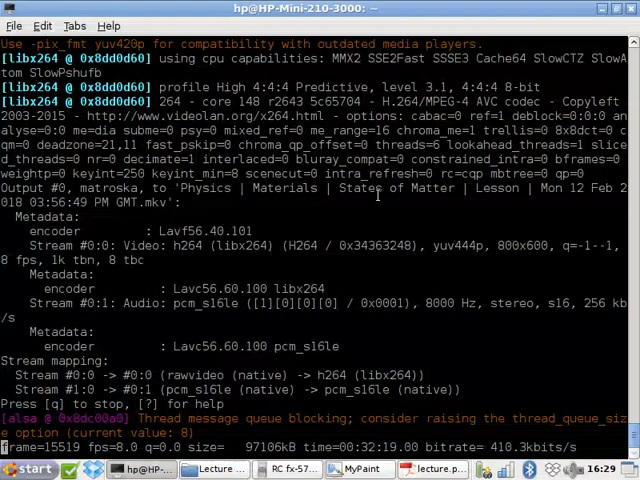 hp@HP-Mini-210-3000: ~
File Edit Tabs Help
Use -pix_fmt yuv420p for compatibility with outdated media players.
[libx264 @ 0x8dd0d60] using cpu capabilities: MMX2 SSE2Fast SSSE3 Cache64 SlowCTZ SlowA
tom SlowPshufb
[libx264 @ 0x8dd0d60] profile High 4:4:4 Predictive, level 3.1, 4:4:4 8-bit
[libx264 @ 0x8dd0d60] 264 - core 148 r2643 5c65704 - H.264/MPEG-4 AVC codec - Copyleft
2003-2015 - http://www.videolan.org/x264.html - options: cabac=0 ref=1 deblock=0:0:0 an
alyse=0:0 me=dia subme=0 psy=0 mixed_ref=0 me_range=16 chroma_me=1 trellis=0 8x8dct=0 c
qm=0 deadzone=21,11 fast_pskip=0 chroma_qp_offset=0 threads=6 lookahead_threads=1 slice
d_threads=0 nr=0 decimate=1 interlaced=0 bluray_compat=0 constrained_intra=0 bframes=0
weightp=0 keyint=250 keyint_min=8 scenecut=0 intra_refresh=0 rc=cqp mbtree=0 qp=0
Output #0, matroska, to 'Physics | Materials | States of Matter | Lesson | Mon 12 Feb 2
018 03:56:49 PM GMT.mkv':
Metadata:
encoder : Lavf56.40.101
Stream #0:0: Video: h264 (libx264) (H264 / 0x34363248), yuv444p, 800x600, q=-1--1,
8 fps, 1k tbn, 8 tbc
Metadata:
encoder : Lavc56.60.100 libx264
Stream #0:1: Audio: pcm_s16le ([1][0][0][0] / 0x0001), 8000 Hz, stereo, s16, 256 kb
/s
Metadata:
encoder : Lavc56.60.100 pcm_s16le
Stream mapping:
Stream #0:0 -> #0:0 (rawvideo (native) -> h264 (libx264))
Stream #1:0 -> #0:1 (pcm_s16le (native) -> pcm_s16le (native))
Press [q] to stop, [?] for help
[alsa @ 0x8dc00a0] Thread message queue blocking; consider raising the thread_queue_siz
e option (current value: 8)
frame=15519 fps=8.0 q=0.0 size= 97106kB time=00:32:19.00 bitrate= 410.3kbits/s
start hp@HP-... Lecture ... RC fx-57... MyPaint lecture.p... 16:29